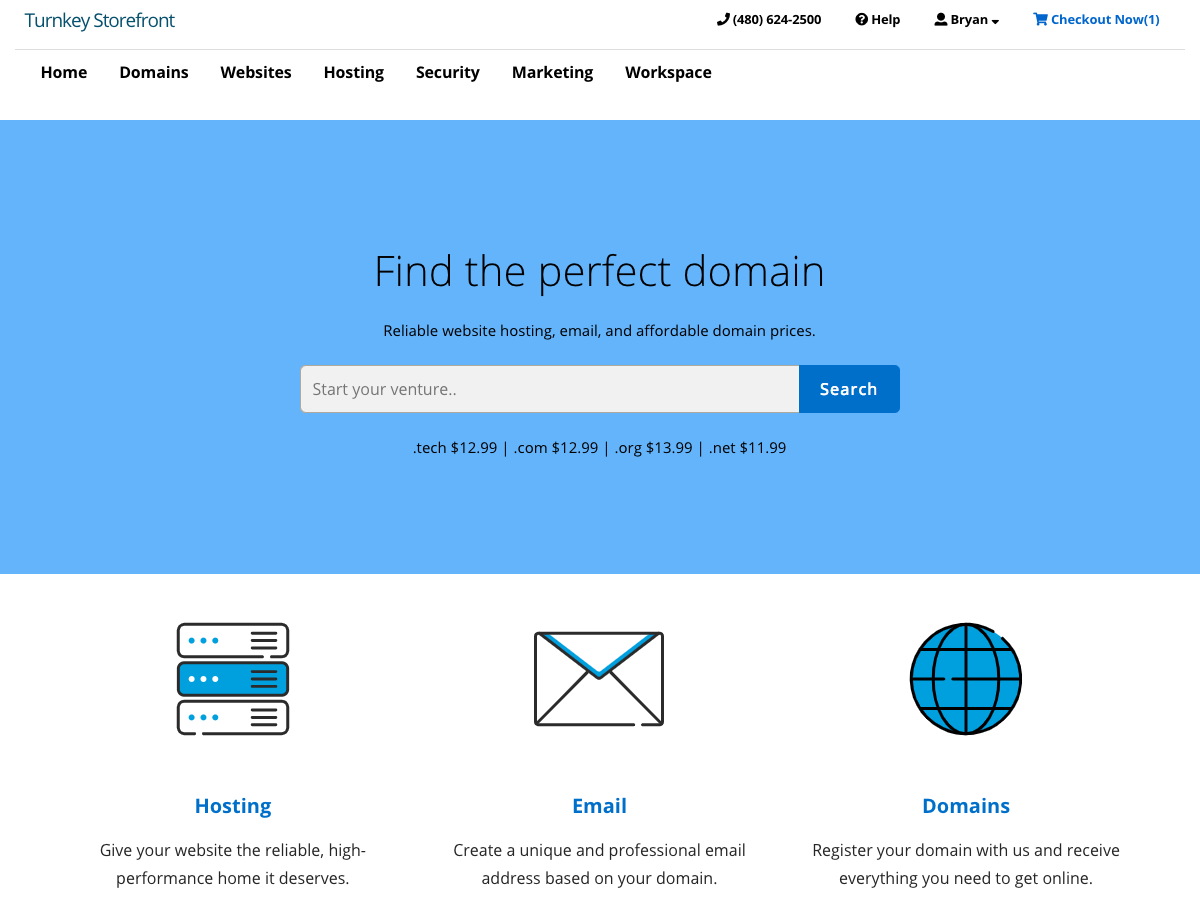 Turnkey Storefront
(480) 624-2500 Help Bryan Checkout Now(1)
Home Domains Websites Hosting Security Marketing Workspace
Find the perfect domain
Reliable website hosting, email, and affordable domain prices.
Start your venture.. Search
.tech $12.99 | .com $12.99 | .org $13.99 | .net $11.99
Hosting
Give your website the reliable, high-
performance home it deserves.
Email
Create a unique and professional email
address based on your domain.
Domains
Register your domain with us and receive
everything you need to get online.